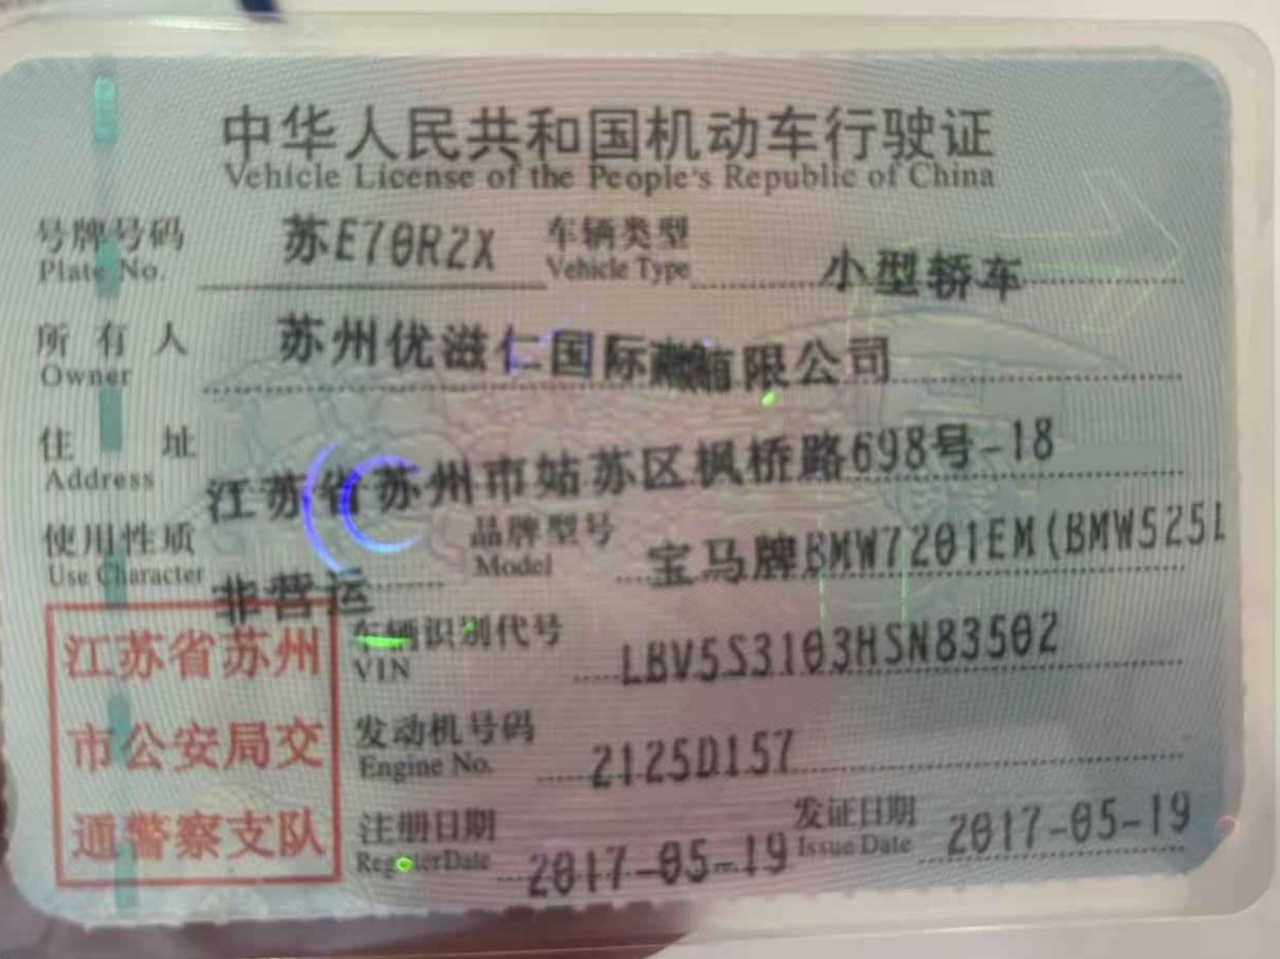 中华人民共和国机动车行驶证
Vehicle License of the People's Republic of China
号牌号码 苏E70R2X 车辆类型 小型轿车
Plate No. Vehicle Type
所有人 苏州优滋仁国际 有限公司
Owner
住址 江苏省苏州市姑苏区枫桥路698号-18
Address
使用性质 非营运 品牌型号 宝马牌BMW7201EM(BMW525L
Use Character Model
车辆识别代号 LBV5S3103HSN83502
VIN
发动机号码 2125D157
Engine No.
注册日期 2017-05-19 发证日期 2017-05-19
Register Date Issue Date
江苏省苏州
市公安局交
通警察支队